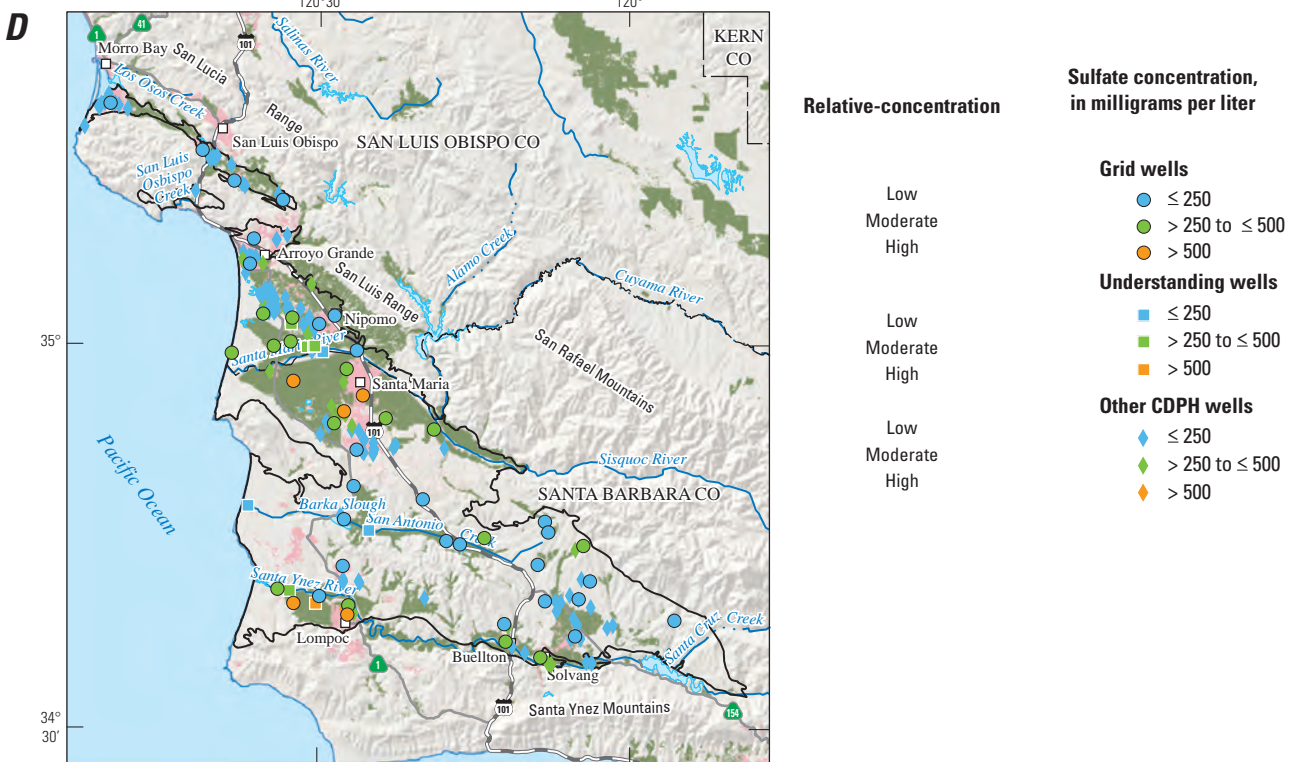 D
120°30'
120°
1
41
101
KERN
CO
Morro Bay
San Lucia
Range
Salinas River
Los Osos Creek
San Luis Obispo
SAN LUIS OBISPO CO
San Luis
Osbispo
Creek
Arroyo Grande
San Luis Range
Alamo Creek
Cuyama River
Nipomo
35°
Santa Maria River
San Rafael Mountains
Santa Maria
101
Pacific Ocean
Sisquoc River
SANTA BARBARA CO
Barka Slough
San Antonio
Creek
Santa Ynez River
Lompoc
Santa Cruz Creek
Buellton
Solvang
1
101
Santa Ynez Mountains
154
34°
30'
Relative-concentration
Sulfate concentration,
in milligrams per liter
Grid wells
Low ≤ 250
Moderate > 250 to ≤ 500
High > 500
Understanding wells
Low ≤ 250
Moderate > 250 to ≤ 500
High > 500
Other CDPH wells
Low ≤ 250
Moderate > 250 to ≤ 500
High > 500